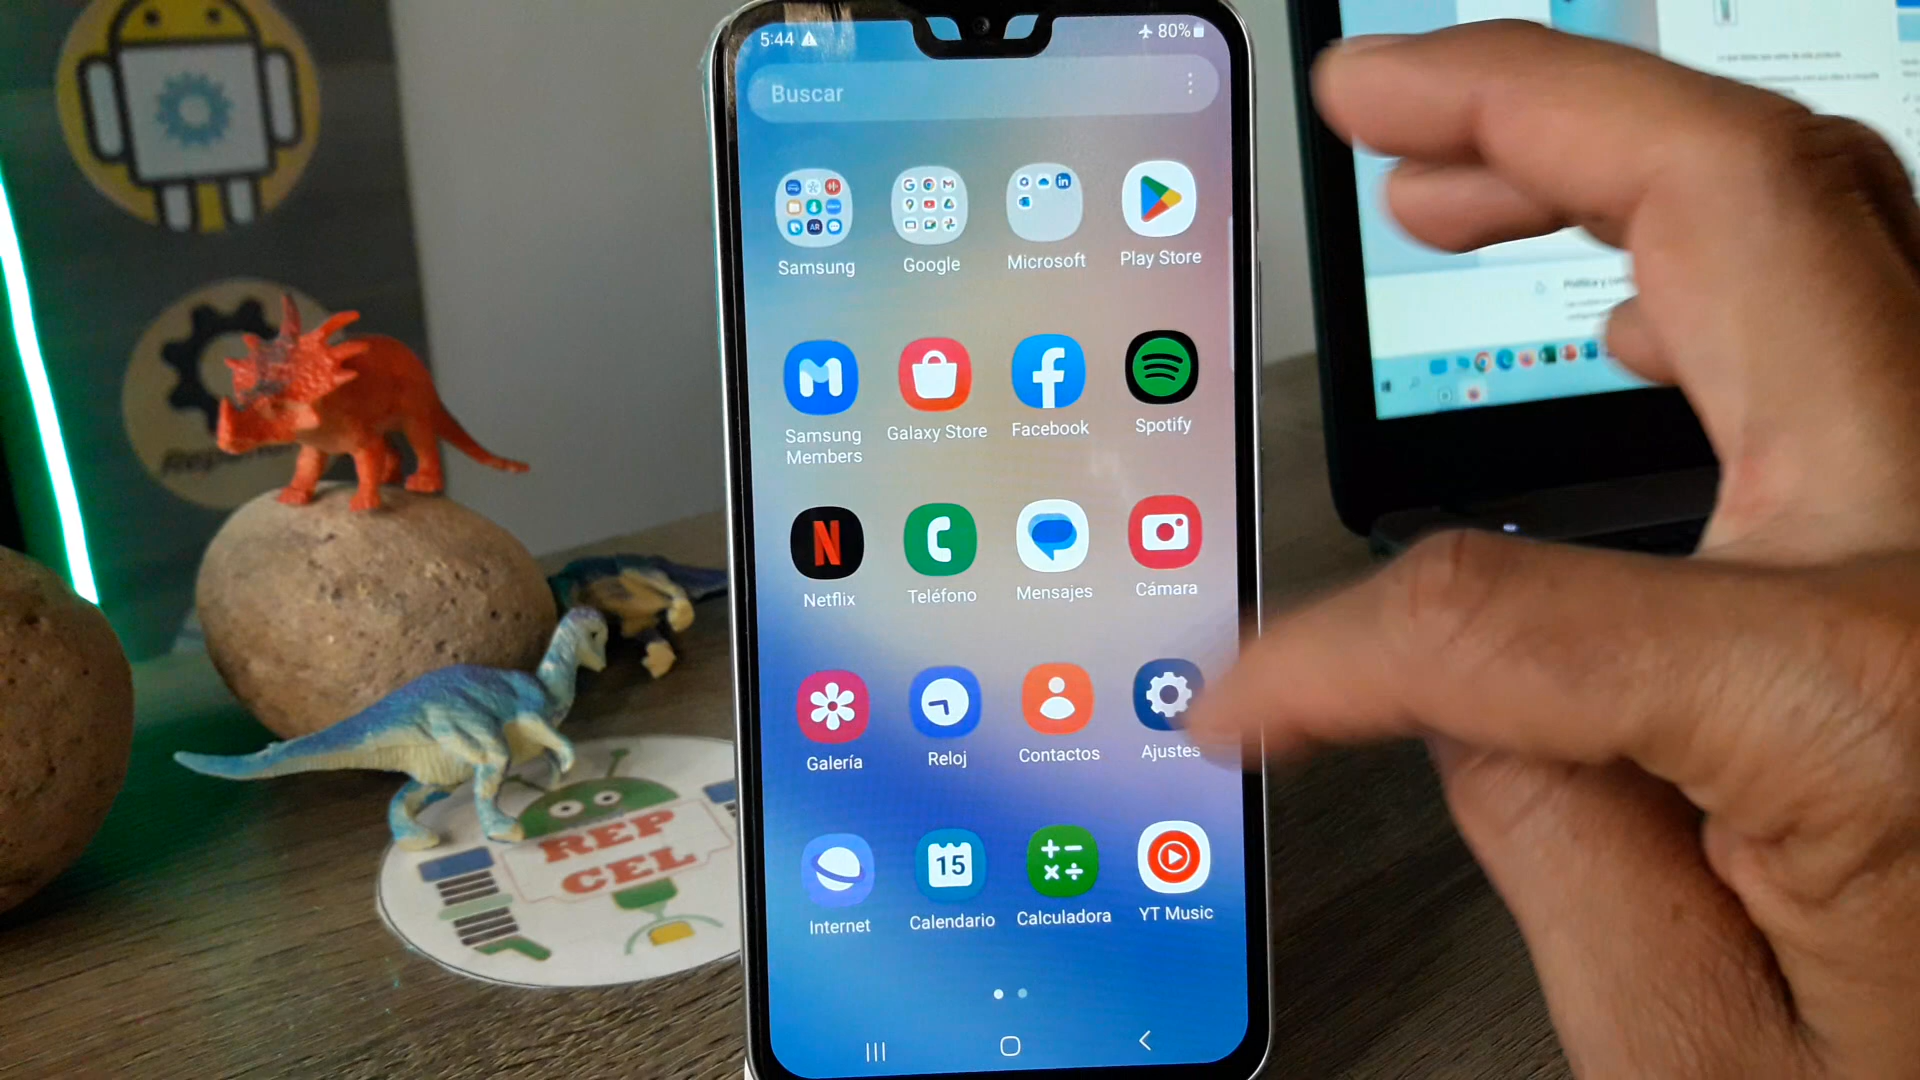 5:44
80%
Buscar
Samsung
Google
Microsoft
Play Store
Samsung Members
Galaxy Store
Facebook
Spotify
Netflix
Teléfono
Mensajes
Cámara
Galería
Reloj
Contactos
Ajustes
15
Internet
Calendario
Calculadora
YT Music
REP
CEL